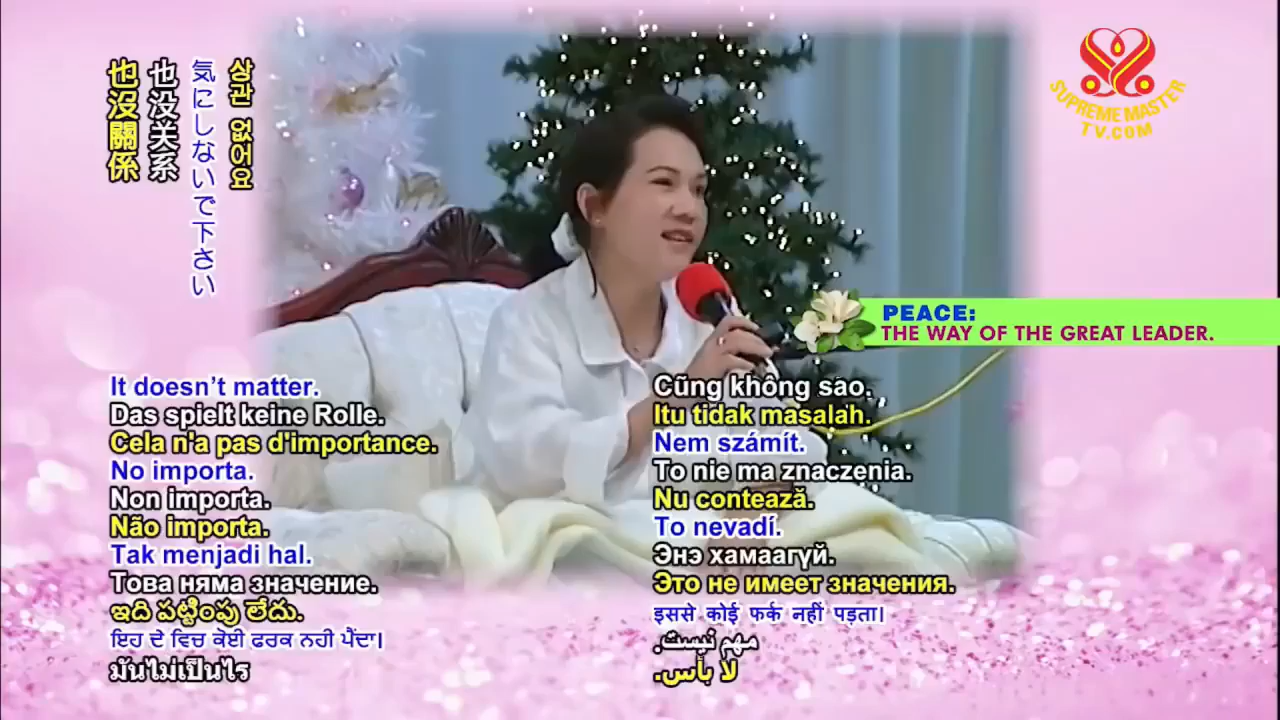 也沒關係
也没关系
気にしないで下さい
상관 없어요
SUPREME MASTER
TV.COM
PEACE:
THE WAY OF THE GREAT LEADER.
It doesn't matter.
Das spielt keine Rolle.
Cela n'a pas d'importance.
No importa.
Non importa.
Não importa.
Tak menjadi hal.
Това няма значение.
ఇది పట్టింపు లేదు.
ਇਹ ਦੇ ਵਿਚ ਕੋਈ ਫਰਕ ਨਹੀ ਪੈਂਦਾ।
มันไม่เป็นไร
Cũng không sao.
Itu tidak masalah.
Nem számít.
To nie ma znaczenia.
Nu contează.
To nevadí.
Энэ хамаагүй.
Это не имеет значения.
इससे कोई फर्क नहीं पड़ता।
مهم نیست.
لا بأس.